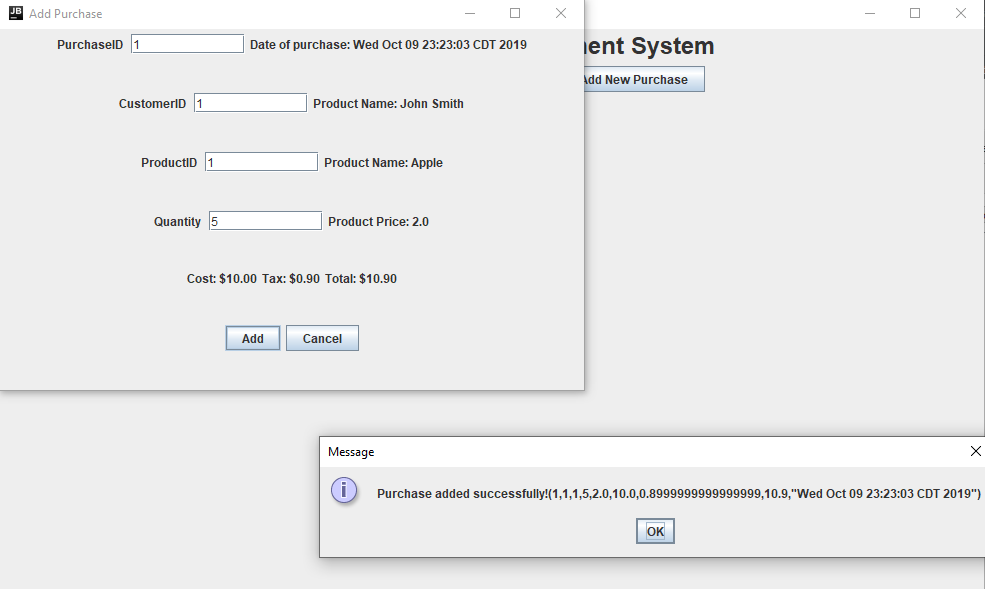 JB Add Purchase
PurchaseID 1 Date of purchase: Wed Oct 09 23:23:03 CDT 2019
ent System
Add New Purchase
CustomerID 1 Product Name: John Smith
ProductID 1 Product Name: Apple
Quantity 5 Product Price: 2.0
Cost: $10.00 Tax: $0.90 Total: $10.90
Add Cancel
Message
Purchase added successfully!(1,1,1,5,2.0,10.0,0.8999999999999999,10.9,"Wed Oct 09 23:23:03 CDT 2019")
OK